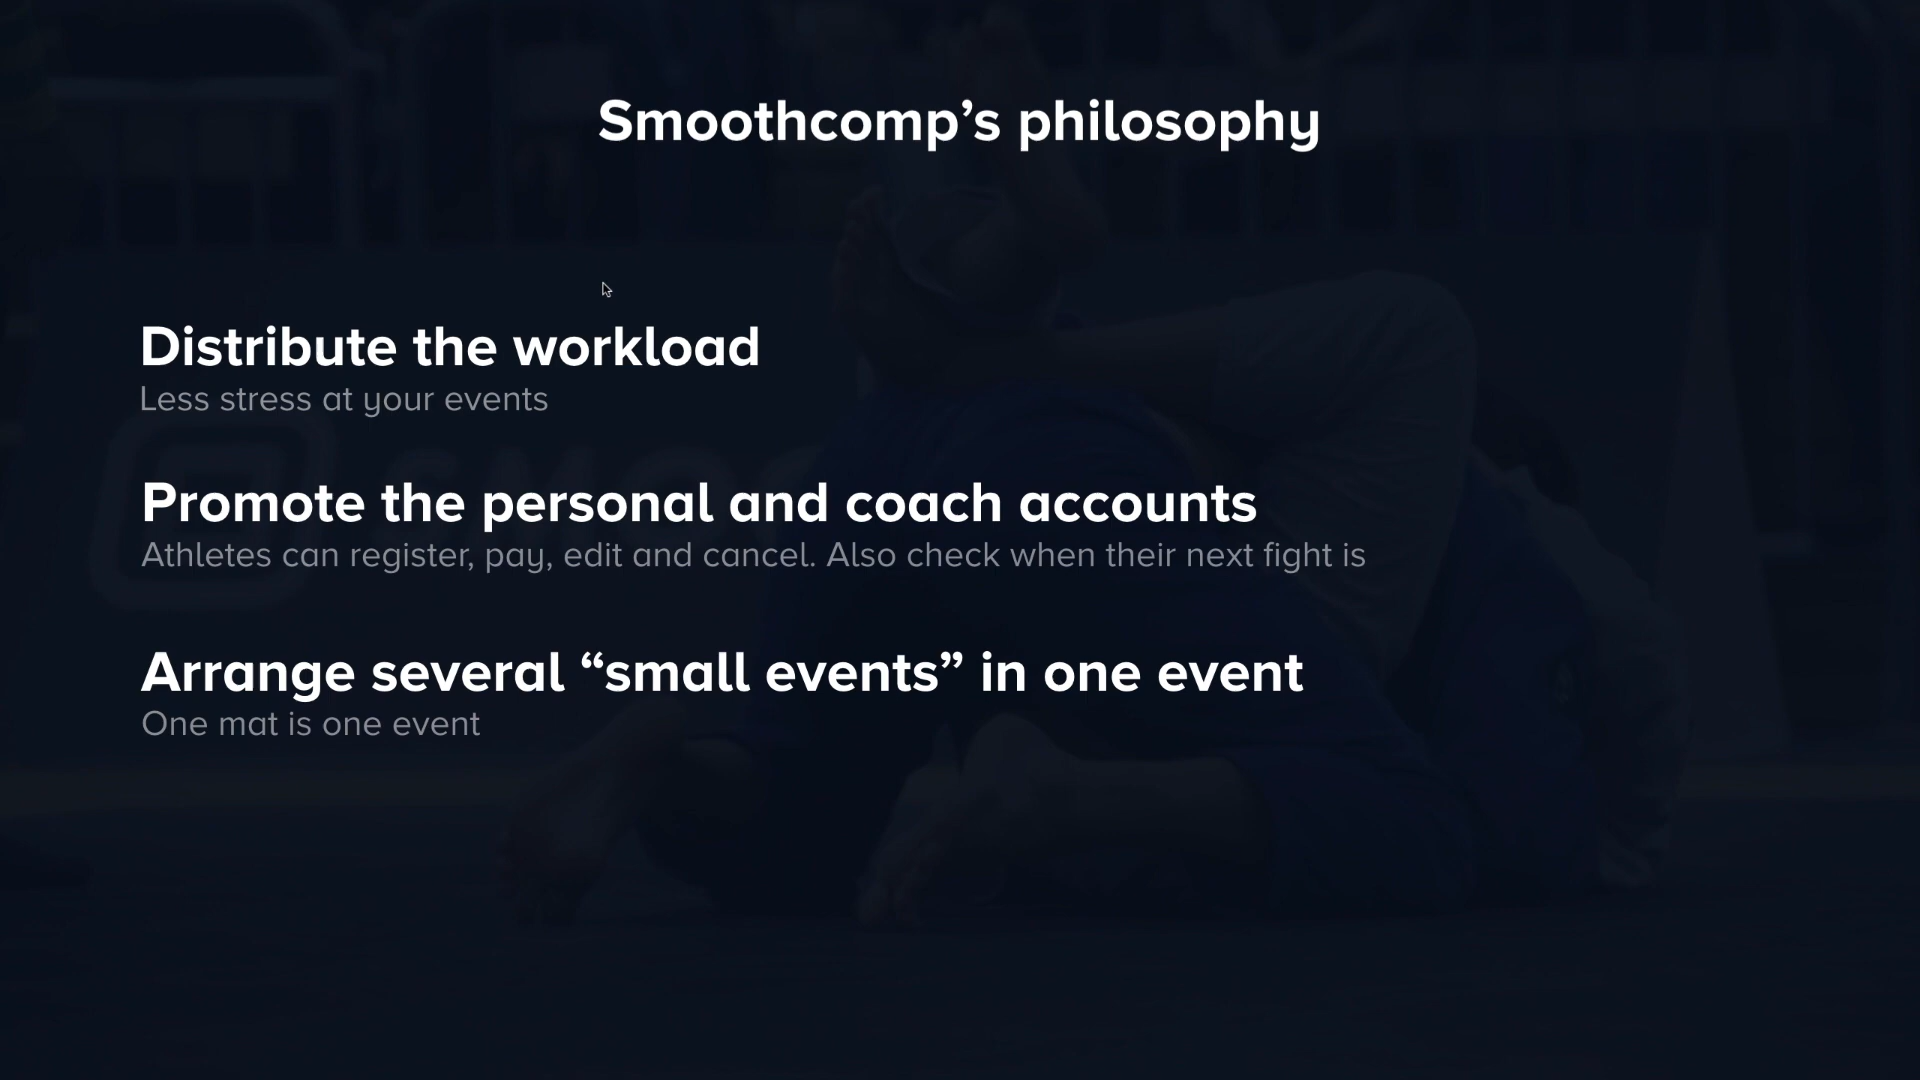 Smoothcomp’s philosophy
Distribute the workload
Less stress at your events
Promote the personal and coach accounts
Athletes can register, pay, edit and cancel. Also check when their next fight is
Arrange several “small events” in one event
One mat is one event